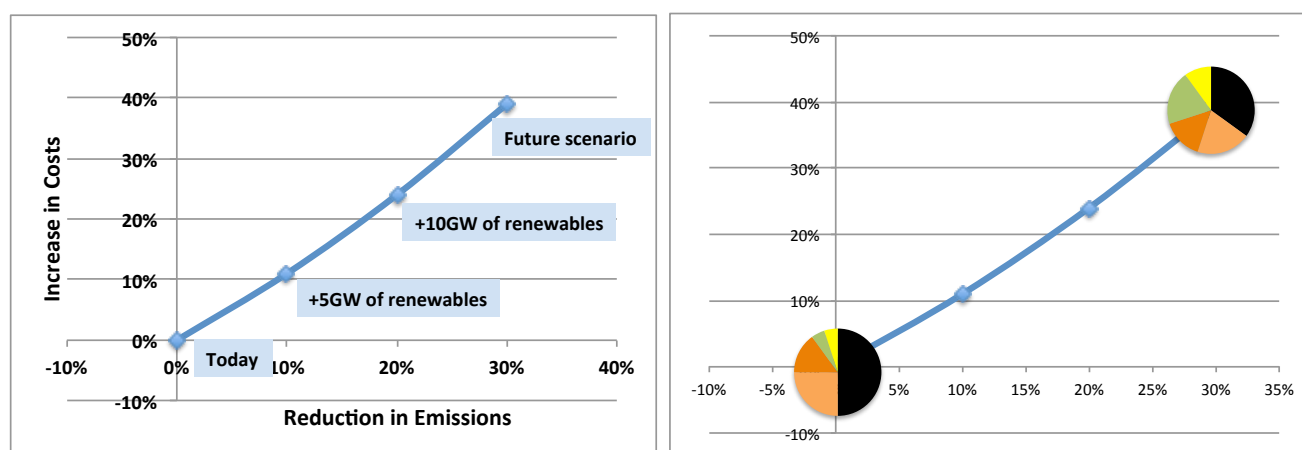 50%
40%
30%
20%
10%
0%
-10%
Increase in Costs
Future scenario
+10GW of renewables
+5GW of renewables
Today
-10% 0% 10% 20% 30% 40%
Reduction in Emissions
50%
40%
30%
20%
10%
-10%
-10% -5% 5% 10% 15% 20% 25% 30% 35%